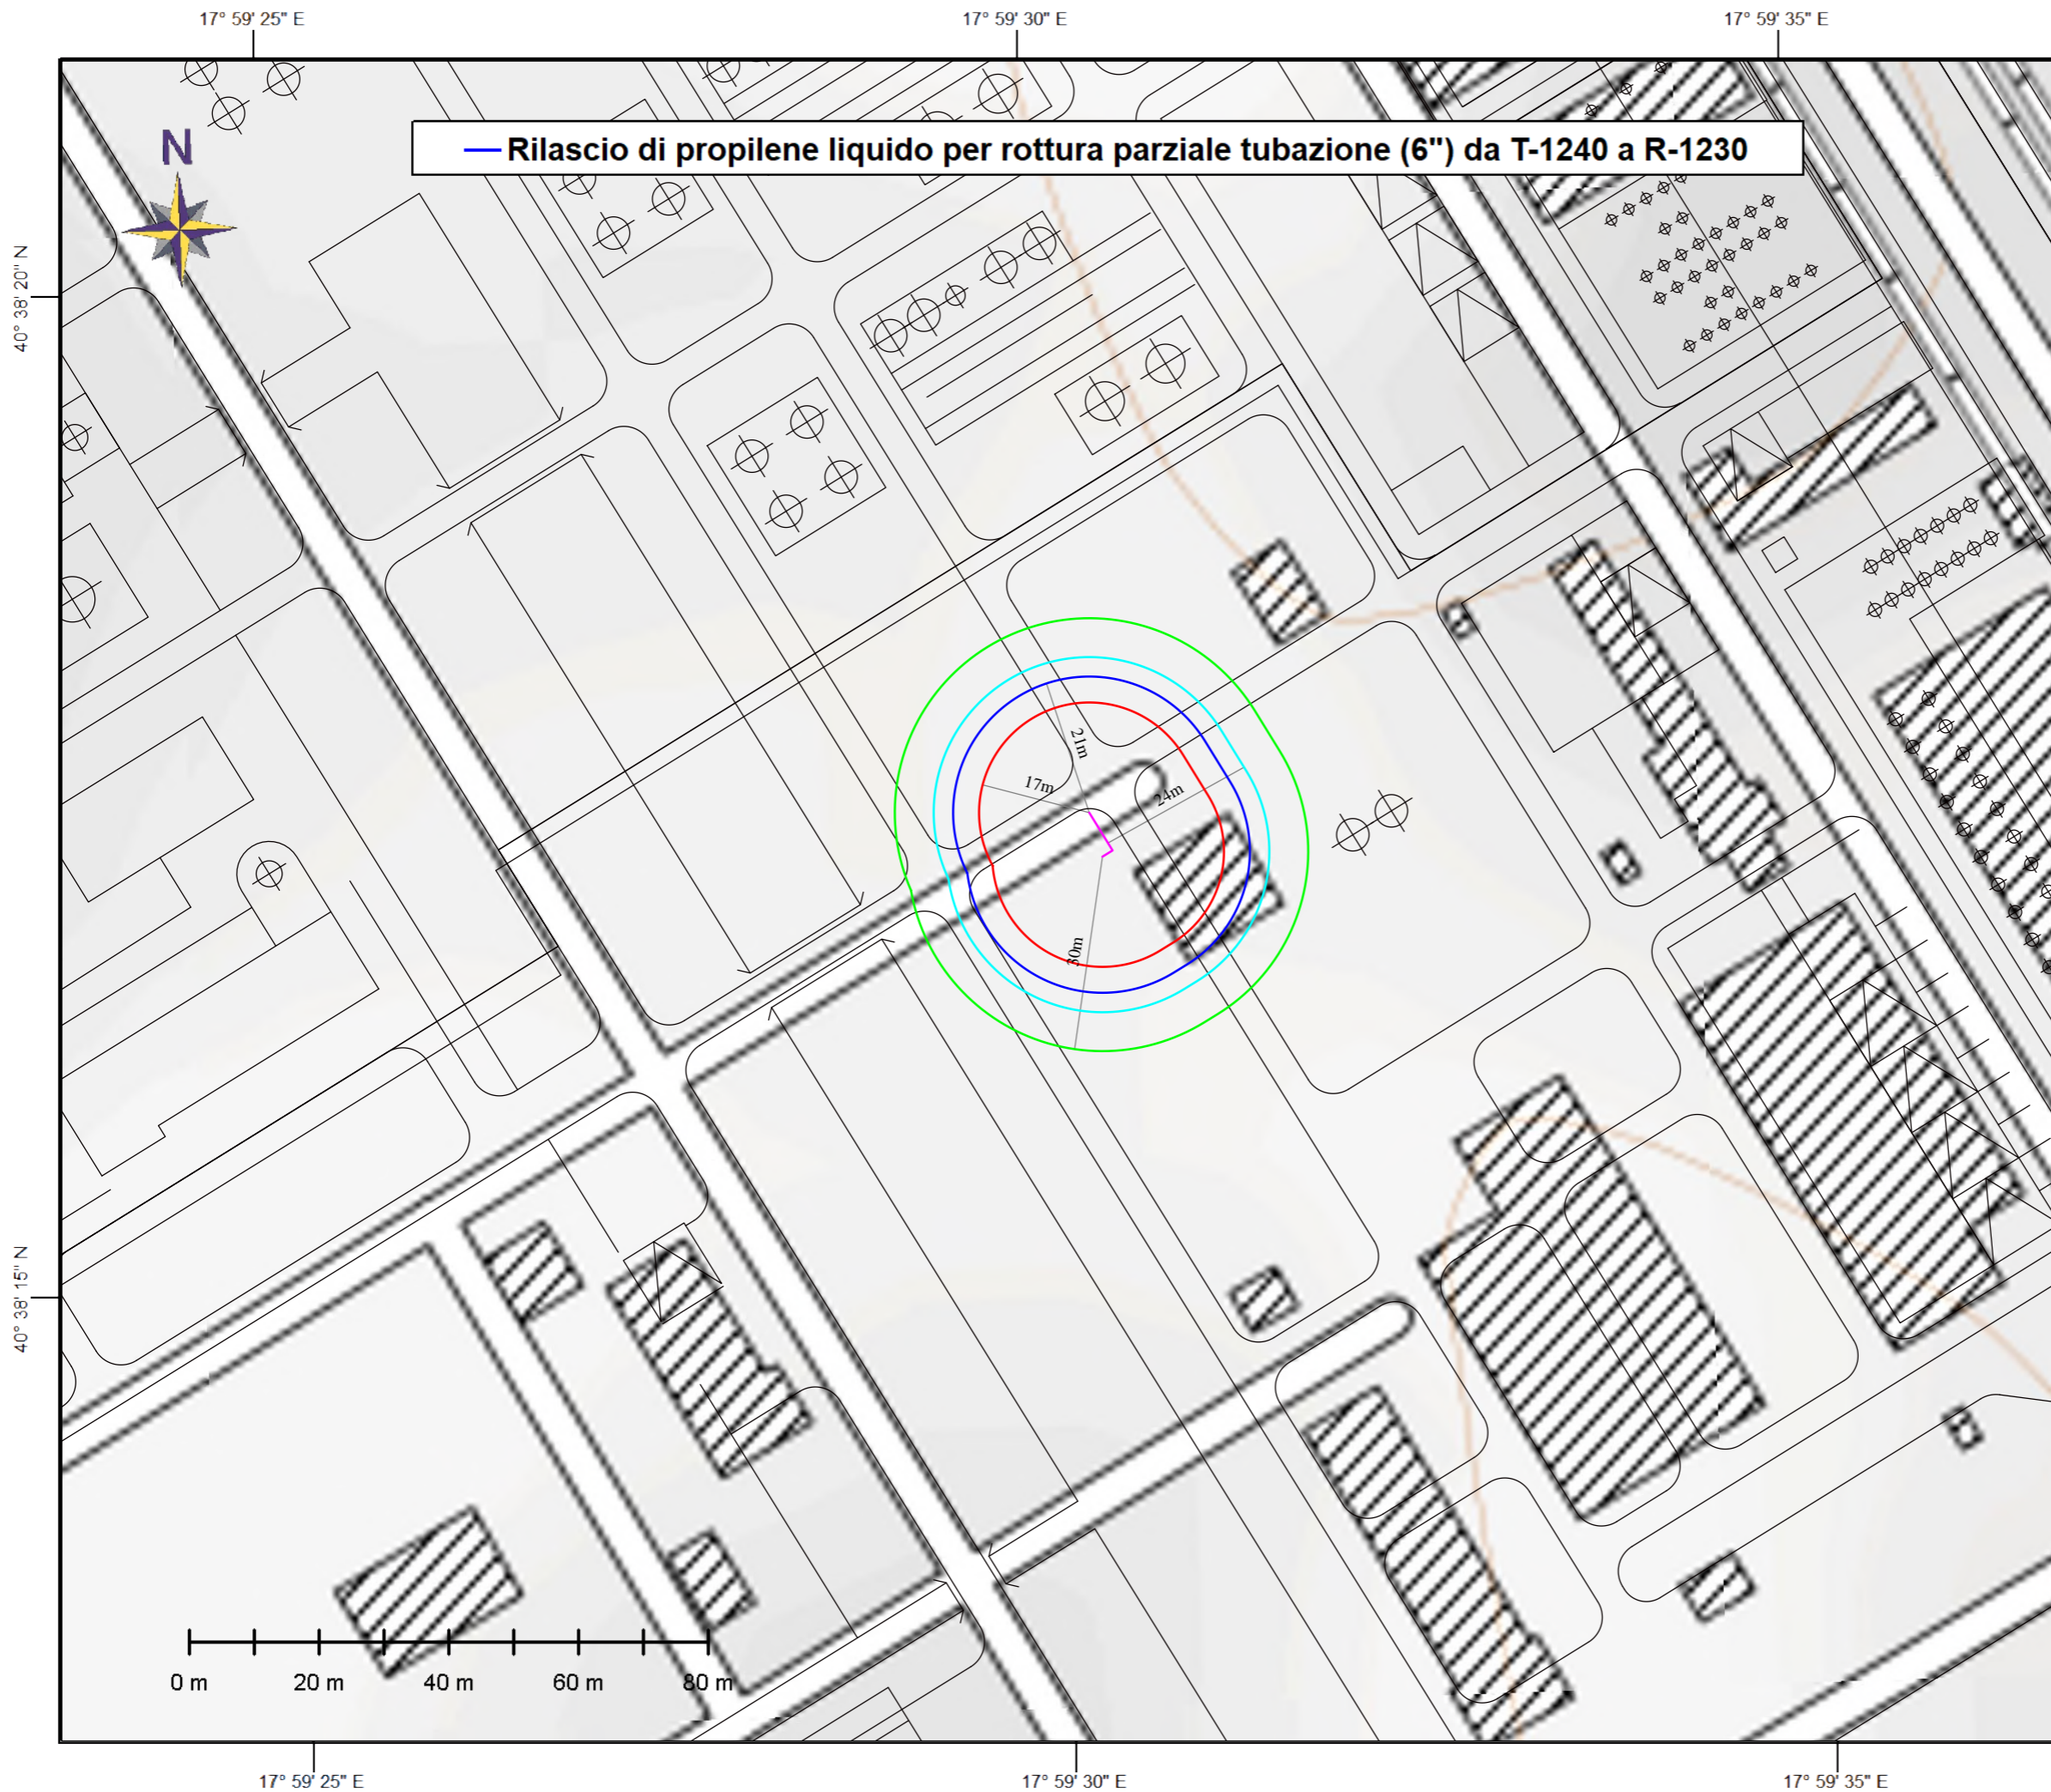 17° 59' 25" E
17° 59' 30" E
17° 59' 35" E
N
Rilascio di propilene liquido per rottura parziale tubazione (6") da T-1240 a R-1230
40° 38' 20" N
21m
17m
24m
30m
40° 38' 15" N
0 m
20 m
40 m
60 m
80 m
17° 59' 25" E
17° 59' 30" E
17° 59' 35" E